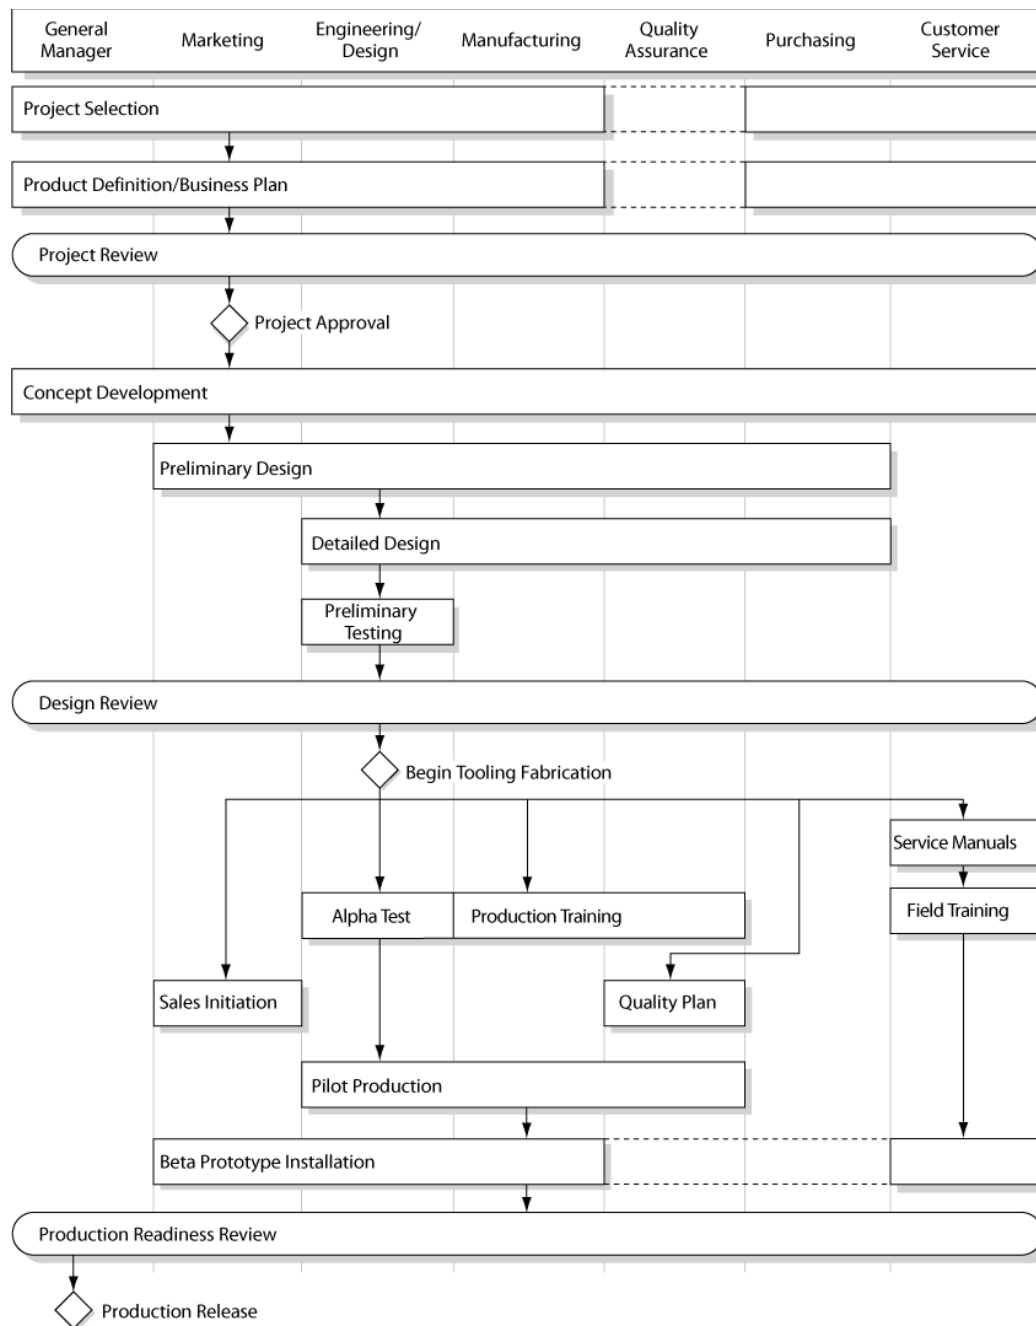 General
Manager
Marketing
Engineering/
Design
Manufacturing
Quality
Assurance
Purchasing
Customer
Service
Project Selection
Product Definition/Business Plan
Project Review
Project Approval
Concept Development
Preliminary Design
Detailed Design
Preliminary
Testing
Design Review
Begin Tooling Fabrication
Service Manuals
Alpha Test
Production Training
Field Training
Sales Initiation
Quality Plan
Pilot Production
Beta Prototype Installation
Production Readiness Review
Production Release